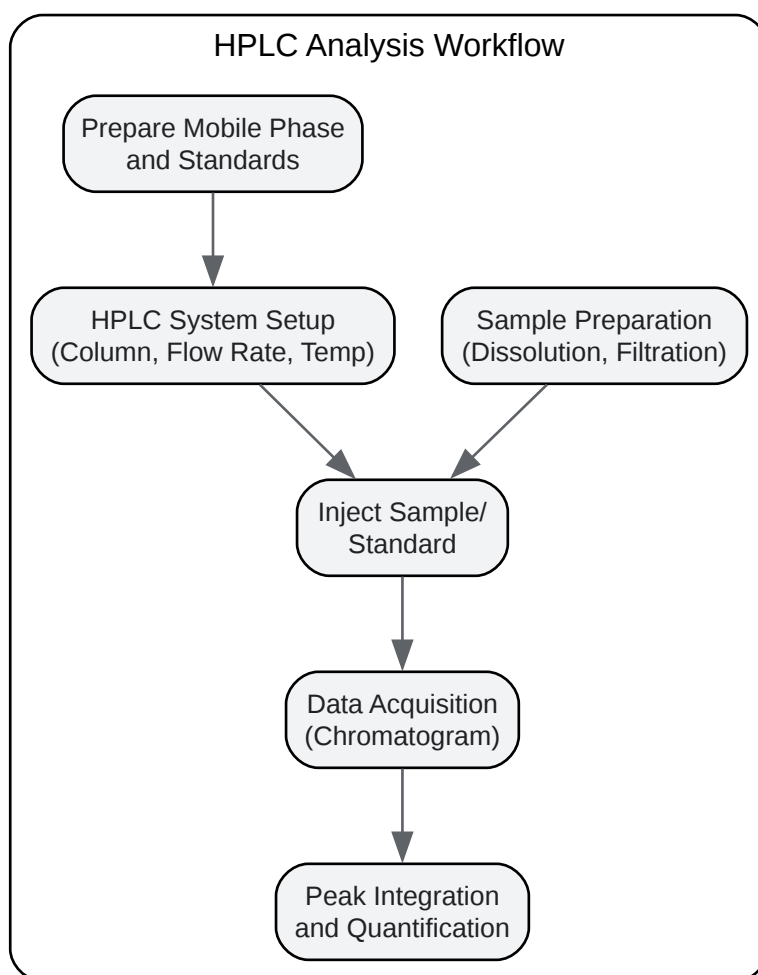 HPLC Analysis Workflow
Prepare Mobile Phase
and Standards
HPLC System Setup
(Column, Flow Rate, Temp)
Sample Preparation
(Dissolution, Filtration)
Inject Sample/
Standard
Data Acquisition
(Chromatogram)
Peak Integration
and Quantification